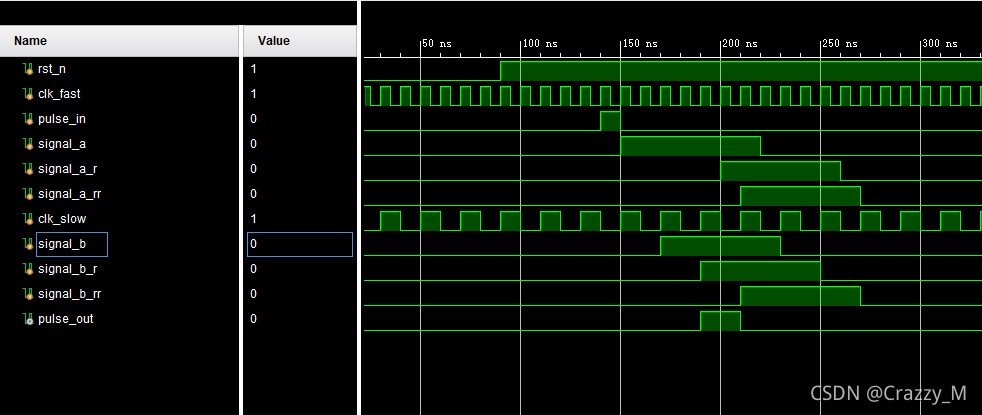 Name Value
50 ns 100 ns 150 ns 200 ns 250 ns 300 ns
rst_n 1
clk_fast 1
pulse_in 0
signal_a 0
signal_a_r 0
signal_a_rr 0
clk_slow 1
signal_b 0
signal_b_r 0
signal_b_rr 0
pulse_out 0
CSDN @Crazzy_M